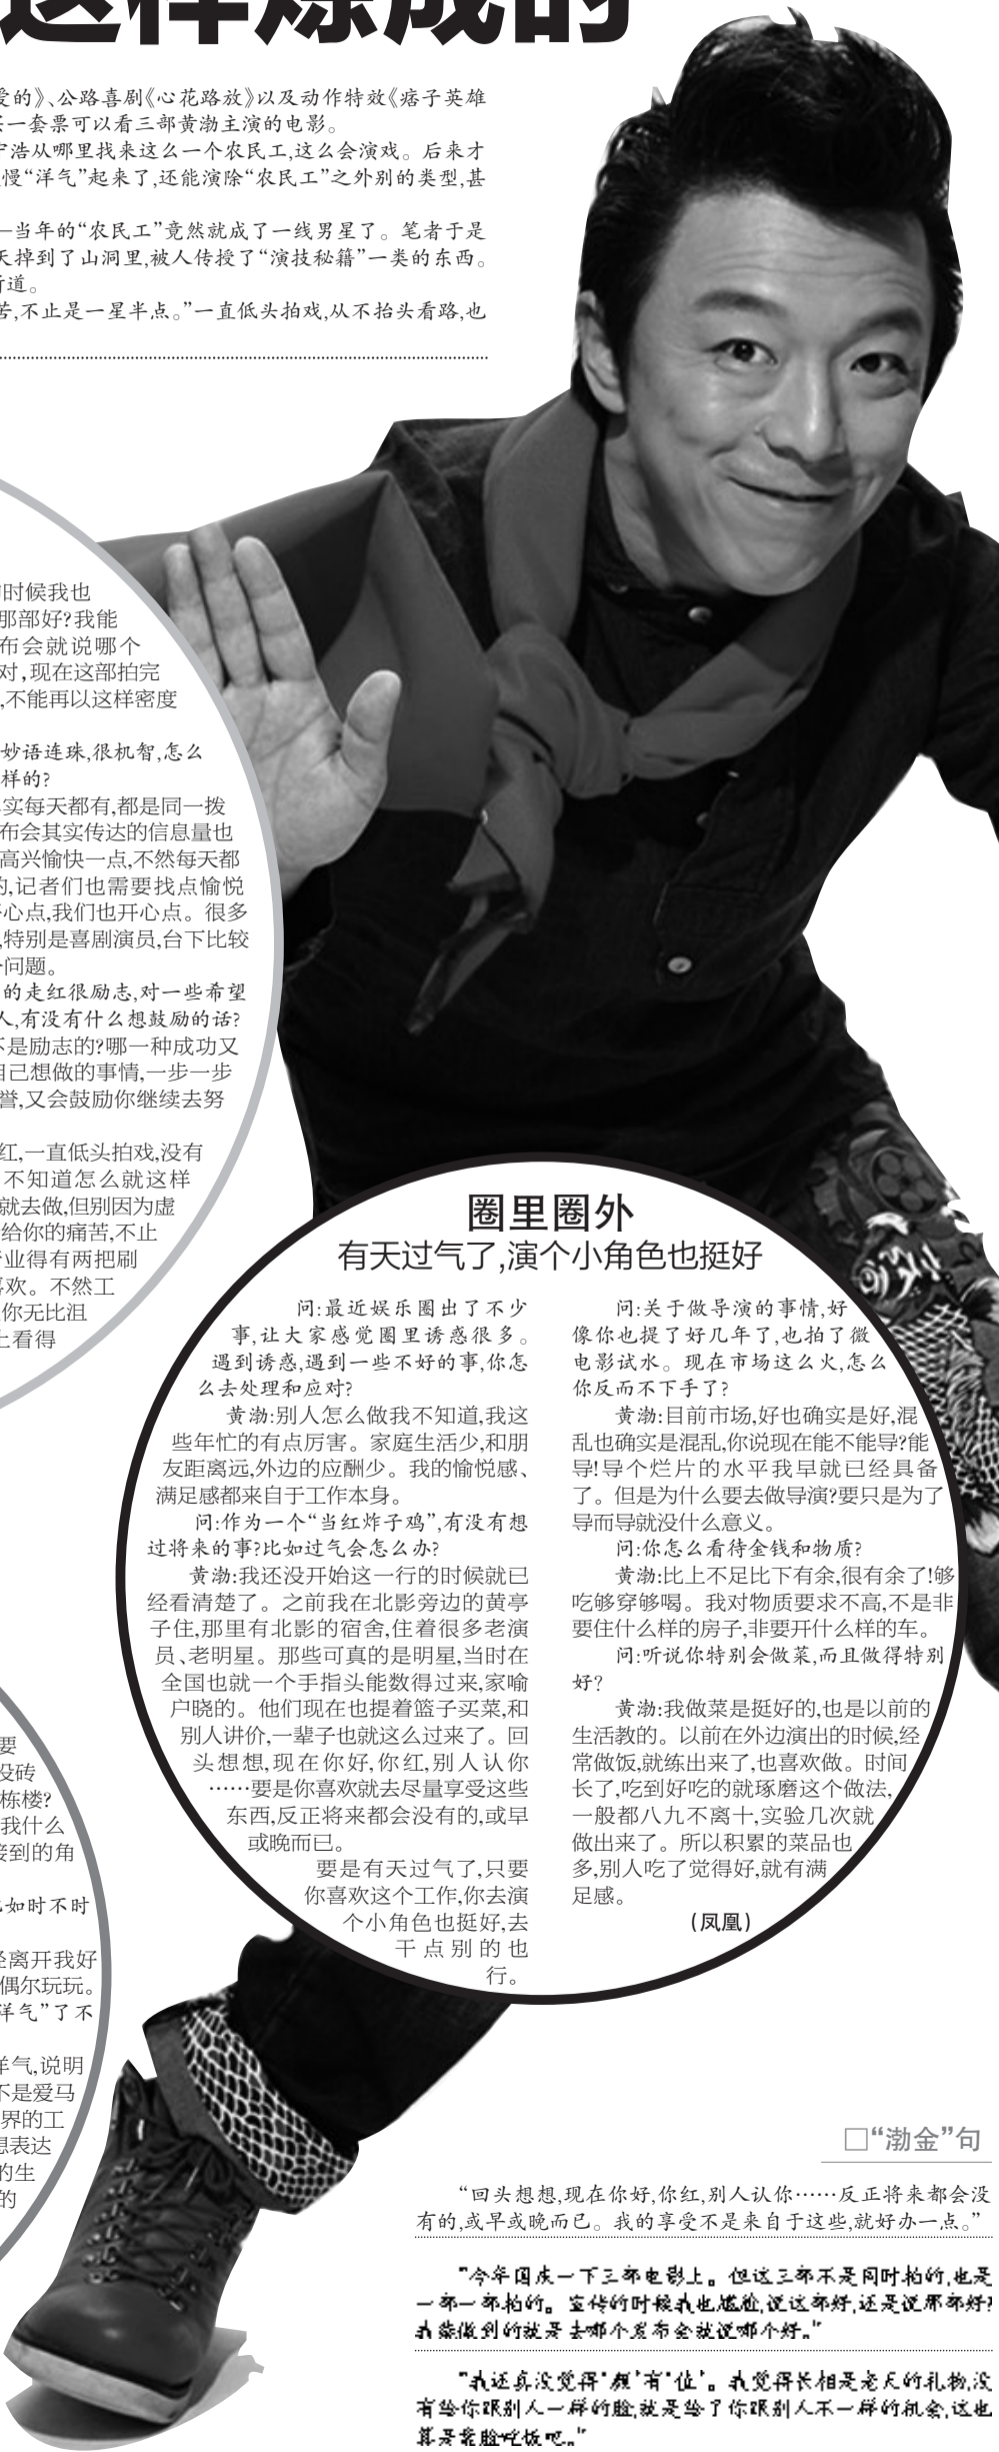 这样炼成的
爱的》、公路喜剧《心花路放》以及动作特效《痞子英雄
一套票可以看三部黄渤主演的电影。
宁浩从哪里找来这么一个农民工,这么会演戏。后来才
慢“洋气”起来了,还能演除“农民工”之外别的类型,甚
—当年的“农民工”竟然就成了一线男星了。笔者于是
天掉到了山洞里,被人传授了“演技秘籍”一类的东西。
道。
苦,不止是一星半点。”一直低头拍戏,从不抬头看路,也
时候我也
那部好?我能
布会就说哪个
对,现在这部拍完
,不能再以这样密度
妙语连珠,很机智,怎么
样的?
实每天都有,都是同一拨
布会其实传达的信息量也
高兴愉快一点,不然每天都
的,记者们也需要找点愉悦
开心点,我们也开心点。很多
,特别是喜剧演员,台下比较
问题。
的走红很励志,对一些希望
人,有没有什么想鼓励的话?
不是励志的?哪一种成功又
自己想做的事情,一步一步
誉,又会鼓励你继续去努
红,一直低头拍戏,没有
不知道怎么就这样
就去做,但别因为虚
给你的痛苦,不止
业得有两把刷
喜欢。不然工
你无比沮
上看得
圈里圈外
有天过气了,演个小角色也挺好
问:最近娱乐圈出了不少
事,让大家感觉圈里诱惑很多。
遇到诱惑,遇到一些不好的事,你怎
么去处理和应对?
黄渤:别人怎么做我不知道,我这
些年忙的有点厉害。家庭生活少,和朋
友距离远,外边的应酬少。我的愉悦感、
满足感都来自于工作本身。
问:作为一个“当红炸子鸡”,有没有想
过将来的事?比如过气会怎么办?
黄渤:我还没开始这一行的时候就已
经看清楚了。之前我在北影旁边的黄亭
子住,那里有北影的宿舍,住着很多老演
员、老明星。那些可真的是明星,当时在
全国也就一个手指头能数得过来,家喻
户晓的。他们现在也提着篮子买菜,和
别人讲价,一辈子也就这么过来了。回
头想想,现在你好,你红,别人认你
……要是你喜欢就去尽量享受这些
东西,反正将来都会没有的,或早
或晚而已。
要是有天过气了,只要
你喜欢这个工作,你去演
个小角色也挺好,去
干点别的也
行。
问:关于做导演的事情,好
像你也提了好几年了,也拍了微
电影试水。现在市场这么火,怎么
你反而不下手了?
黄渤:目前市场,好也确实是好,混
乱也确实是混乱,你说现在能不能导?能
导!导个烂片的水平我早就已经具备
了。但是为什么要去做导演?要只是为了
导而导就没什么意义。
问:你怎么看待金钱和物质?
黄渤:比上不足比下有余,很有余了!够
吃够穿够喝。我对物质要求不高,不是非
要住什么样的房子,非要开什么样的车。
问:听说你特别会做菜,而且做得特别
好?
黄渤:我做菜是挺好的,也是以前的
生活教的。以前在外边演出的时候,经
常做饭,就练出来了,也喜欢做。时间
长了,吃到好吃的就琢磨这个做法,
一般都八九不离十,实验几次就
做出来了。所以积累的菜品也
多,别人吃了觉得好,就有满
足感。
(凤凰)
要
没砖
栋楼?
我什么
接到的角
如时不时
经离开我好
偶尔玩玩。
洋气”了不
洋气,说明
不是爱马
界的工
想表达
的生
的
□“渤金”句
“回头想想,现在你好,你红,别人认你……反正将来都会没
有的,或早或晚而已。我的享受不是来自于这些,就好办一点。”
“今年国庆一下三部电影上。但这三部不是同时拍的,也是
一部一部拍的。宣传的时候我也尴尬,说这部好,还是说那部好?
我能做到的就是去哪个发布会就说哪个好。”
“我还真没觉得‘颜’有‘位’。我觉得长相是老天的礼物,没
有给你跟别人一样的脸,就是给了你跟别人不一样的机会,这也
算是靠脸吃饭吧。”